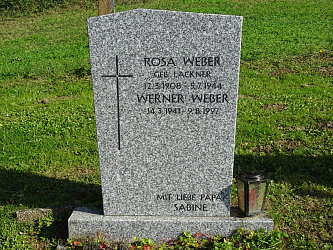 ROSA WEBER
GEB. LACKNER
12.3.1908 - 5.7.1944
WERNER WEBER
14.3.1941 - 9.8.1997
MIT LIEBE PAPA
SABINE